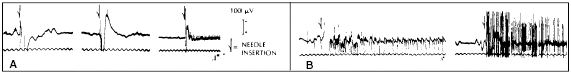 100 μV
= NEEDLE
INSERTION
A
B